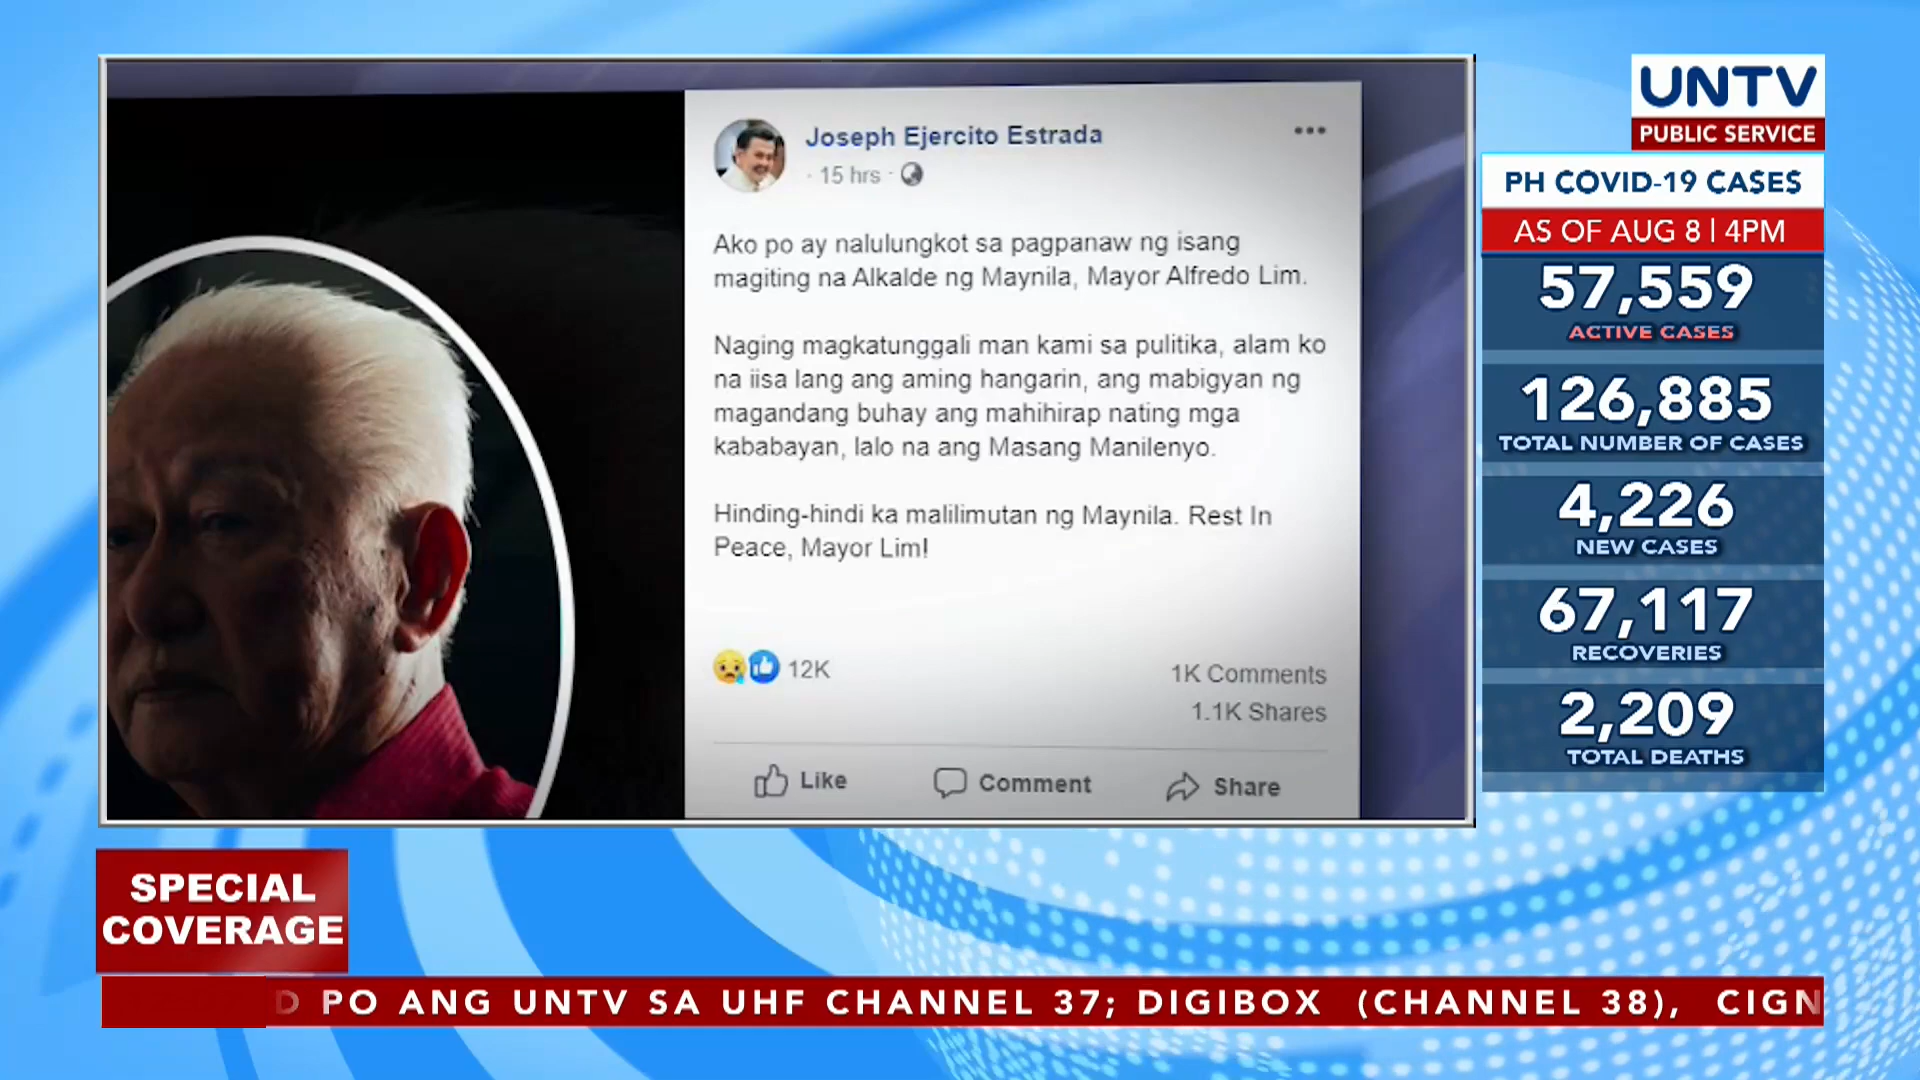 Joseph Ejercito Estrada
· 15 hrs ·
Ako po ay nalulungkot sa pagpanaw ng isang
magiting na Alkalde ng Maynila, Mayor Alfredo Lim.
Naging magkatunggali man kami sa pulitika, alam ko
na iisa lang ang aming hangarin, ang mabigyan ng
magandang buhay ang mahihirap nating mga
kababayan, lalo na ang Masang Manilenyo.
Hinding-hindi ka malilimutan ng Maynila. Rest In
Peace, Mayor Lim!
12K
1K Comments
1.1K Shares
Like
Comment
Share
UNTV
PUBLIC SERVICE
PH COVID-19 CASES
AS OF AUG 8 | 4PM
57,559
ACTIVE CASES
126,885
TOTAL NUMBER OF CASES
4,226
NEW CASES
67,117
RECOVERIES
2,209
TOTAL DEATHS
SPECIAL
COVERAGE
D PO ANG UNTV SA UHF CHANNEL 37; DIGIBOX (CHANNEL 38), CIGN